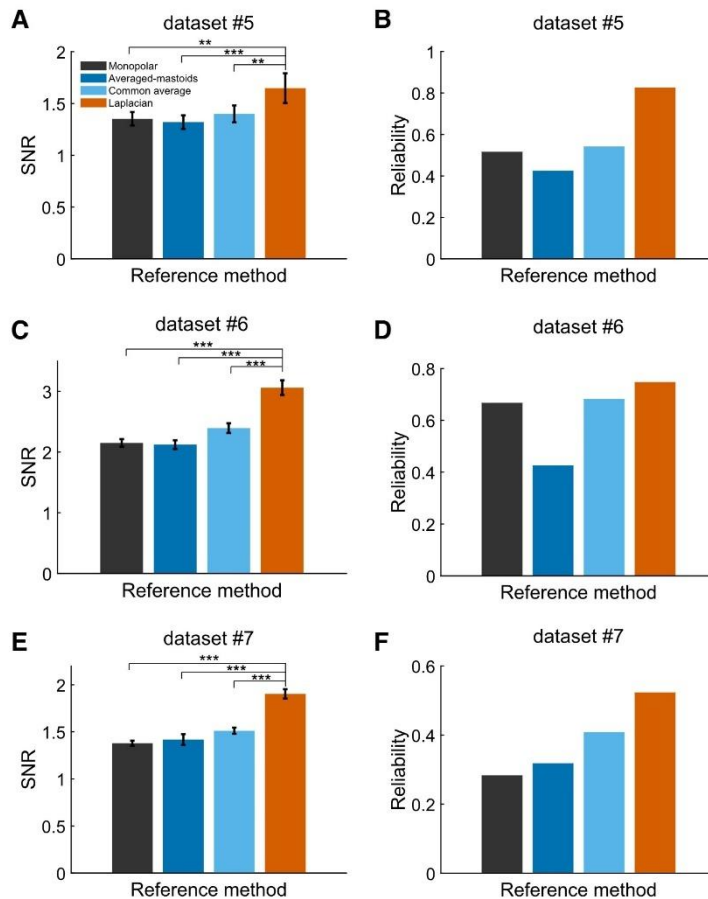 A
dataset #5
SNR
2
1.5
1
0.5
0
Monopolar
Averaged-mastoids
Common average
Laplacian
**
***
**
Reference method
B
dataset #5
Reliability
1
0.8
0.6
0.4
0.2
0
Reference method
C
dataset #6
SNR
3
2
1
0
***
***
***
Reference method
D
dataset #6
Reliability
0.8
0.6
0.4
0.2
0
Reference method
E
dataset #7
SNR
2
1.5
1
0.5
0
***
***
***
Reference method
F
dataset #7
Reliability
0.6
0.4
0.2
0
Reference method